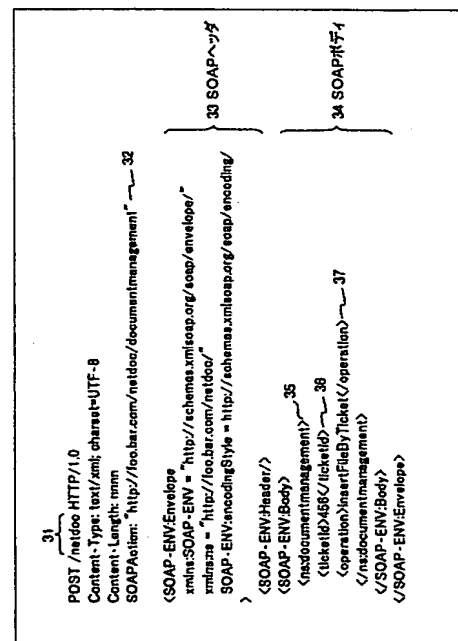 31
POST /netdoc HTTP/1.0
Content-Type: text/xml; charset=UTF-8
Content-Length: nnnn
SOAPAction: "http://foo.bar.com/netdoc/documentmanagement" 32
<SOAP-ENV:Envelope
xmlns:SOAP-ENV = "http://schemas.xmlsoap.org/soap/envelope/"
xmlns:ns = "http://foo.bar.com/netdoc/"
SOAP-ENV:encodingStyle = http://schemas.xmlsoap.org/soap/encoding/
>
33 SOAPヘッダ
<SOAP-ENV:Header/>
<SOAP-ENV:Body>
<ns:documentmanagement> 35
<ticketId>456</ticketId> 36
<operation>InsertFileByTicket</operation> 37
</ns:documentmanagement>
</SOAP-ENV:Body>
</SOAP-ENV:Envelope>
34 SOAPボディ